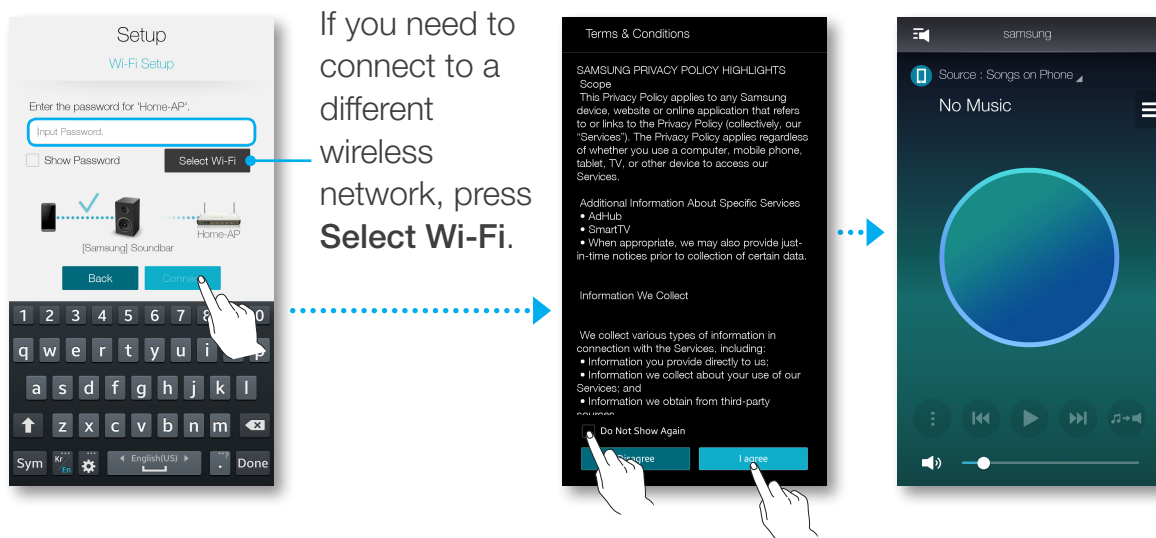 Setup
Wi-Fi Setup
Enter the password for 'Home-AP'.
Input Password.
Show Password
Select Wi-Fi
Home-AP
[Samsung] Soundbar
Back
Connect
1 2 3 4 5 6 7 8 0
q w e r t y u i p
a s d f g h j k l
z x c v b n m
Sym Kr En English(US) . Done
If you need to
connect to a
different
wireless
network, press
Select Wi-Fi.
Terms & Conditions
SAMSUNG PRIVACY POLICY HIGHLIGHTS
Scope
This Privacy Policy applies to any Samsung
device, website or online application that refers
to or links to the Privacy Policy (collectively, our
"Services"). The Privacy Policy applies regardless
of whether you use a computer, mobile phone,
tablet, TV, or other device to access our
Services.
Additional Information About Specific Services
• AdHub
• SmartTV
• When appropriate, we may also provide just-
in-time notices prior to collection of certain data.
Information We Collect
We collect various types of information in
connection with the Services, including:
• Information you provide directly to us;
• Information we collect about your use of our
Services; and
• Information we obtain from third-party
sources
Do Not Show Again
Disagree
I agree
samsung
Source : Songs on Phone
No Music